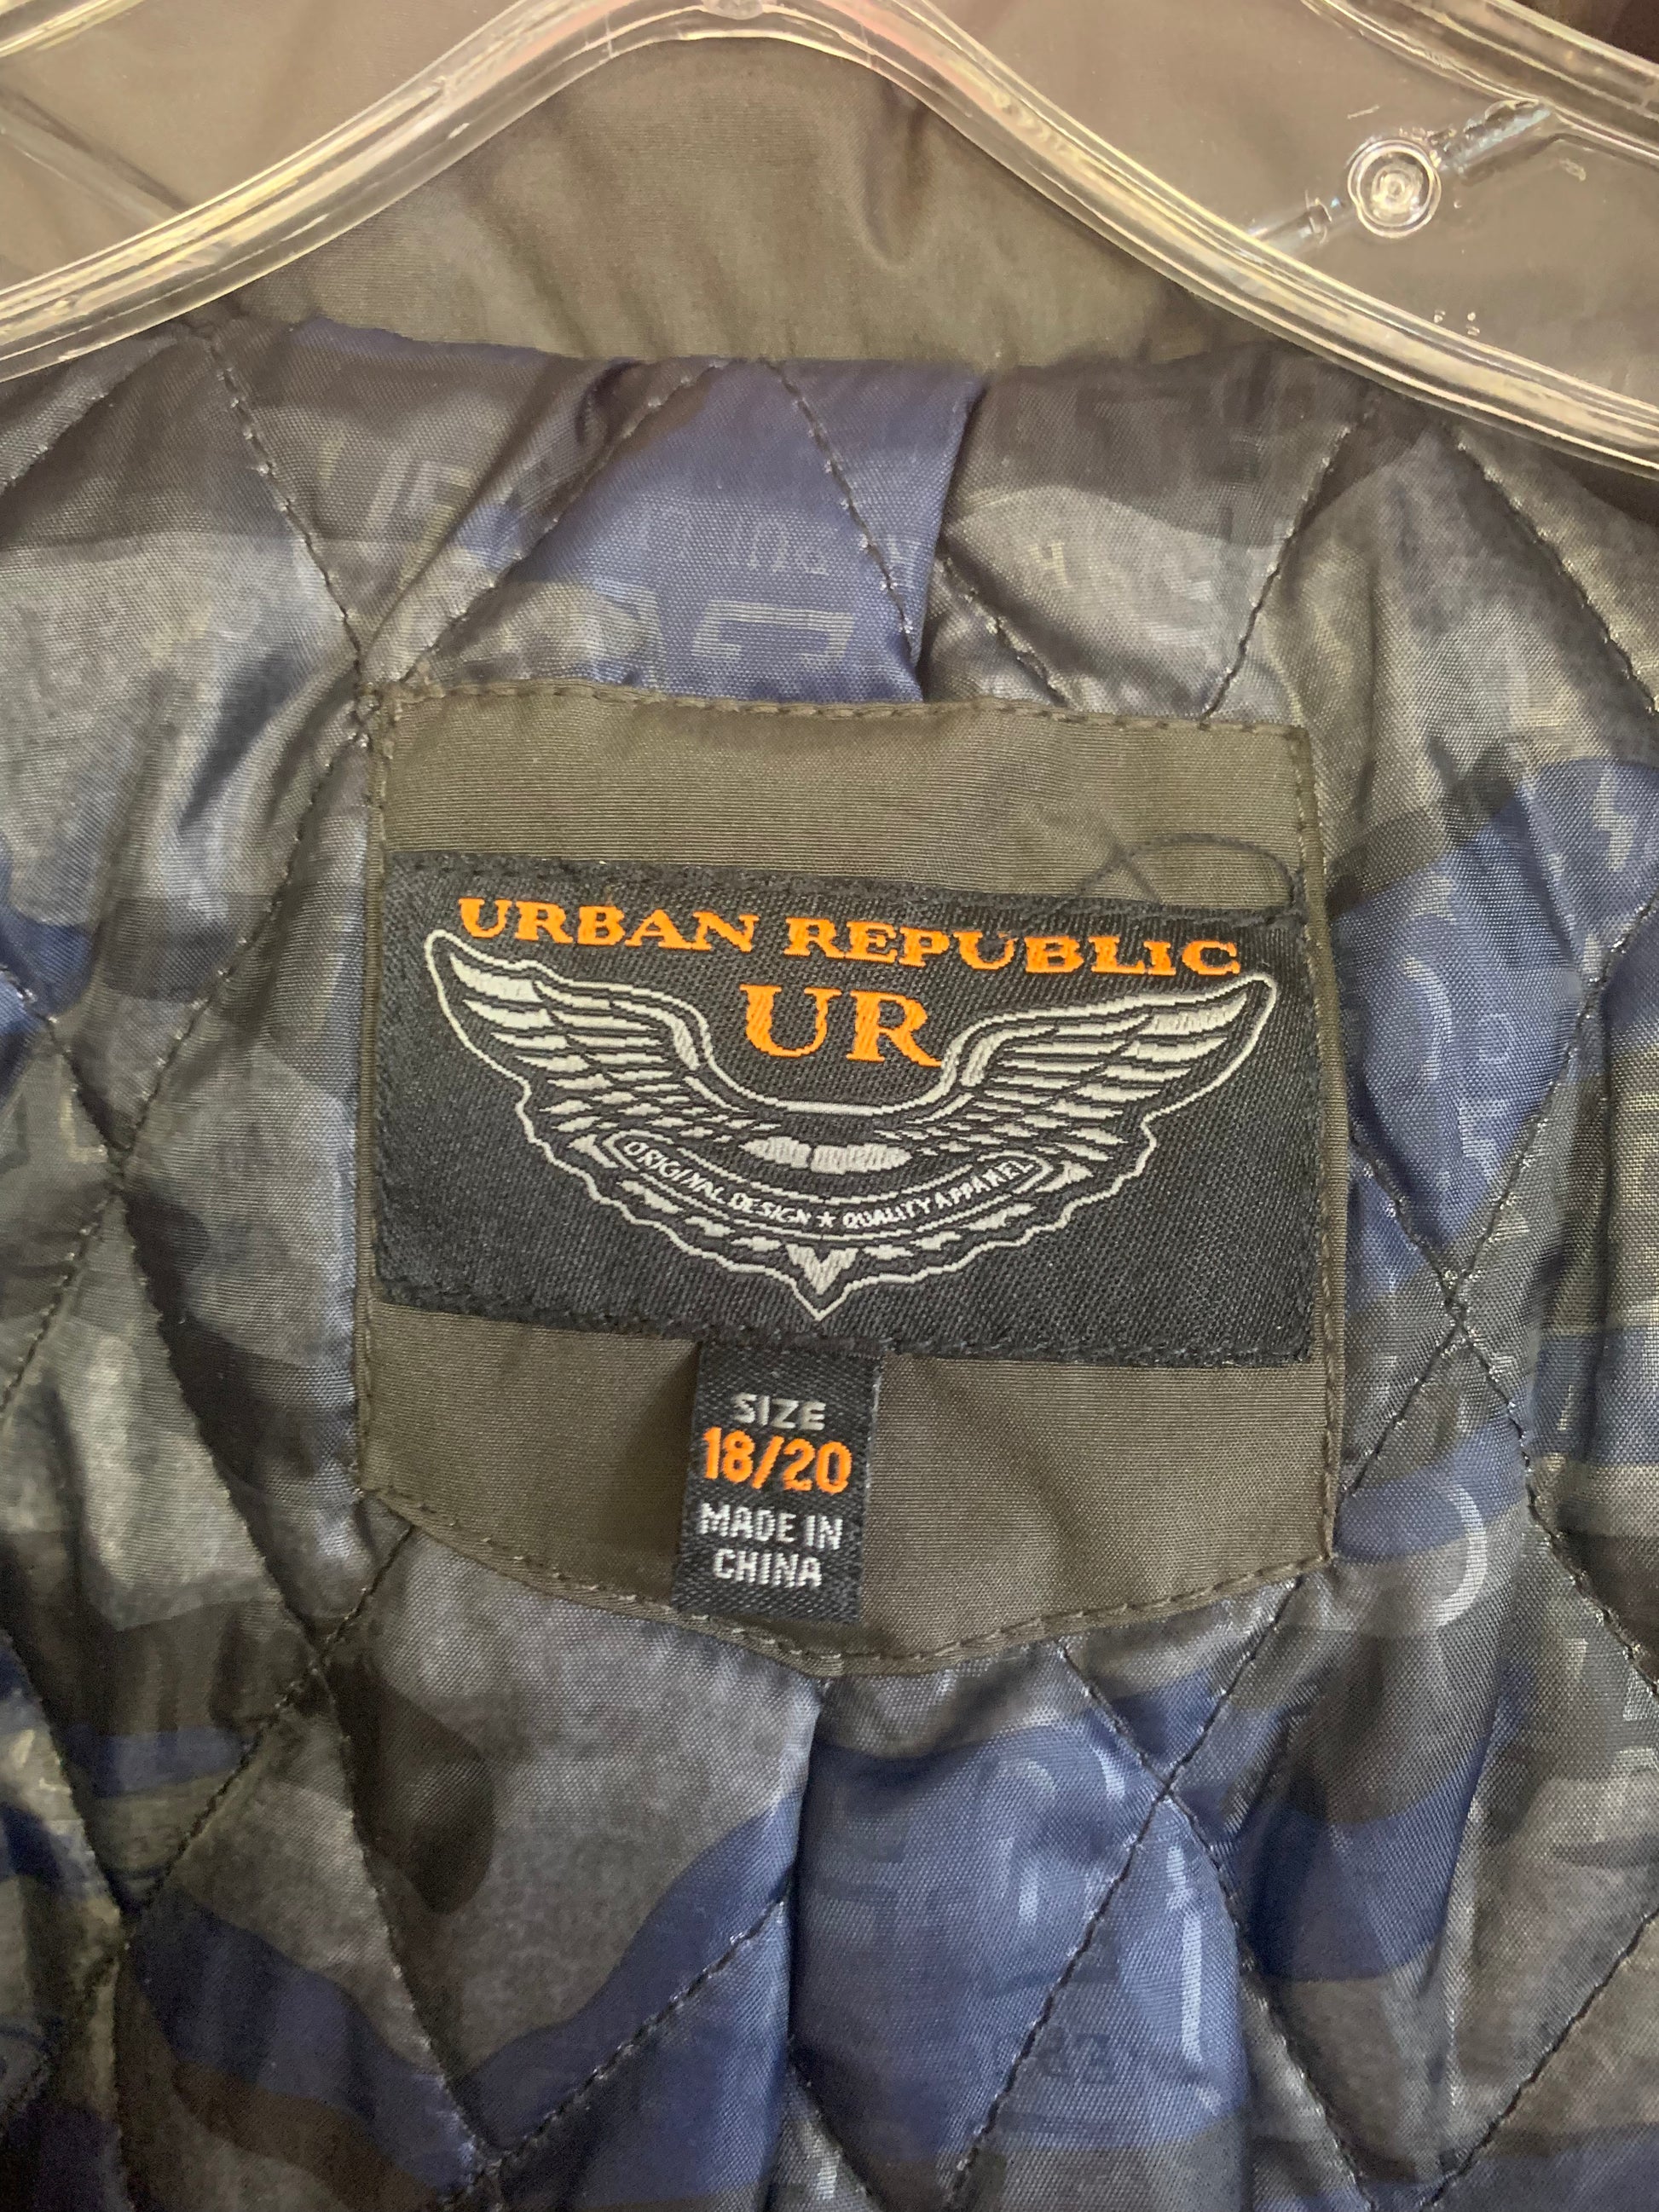 URBAN REPUBLIC
UR
ORIGINAL DESIGN ★ QUALITY APPAREL
SIZE
18/20
MADE IN
CHINA